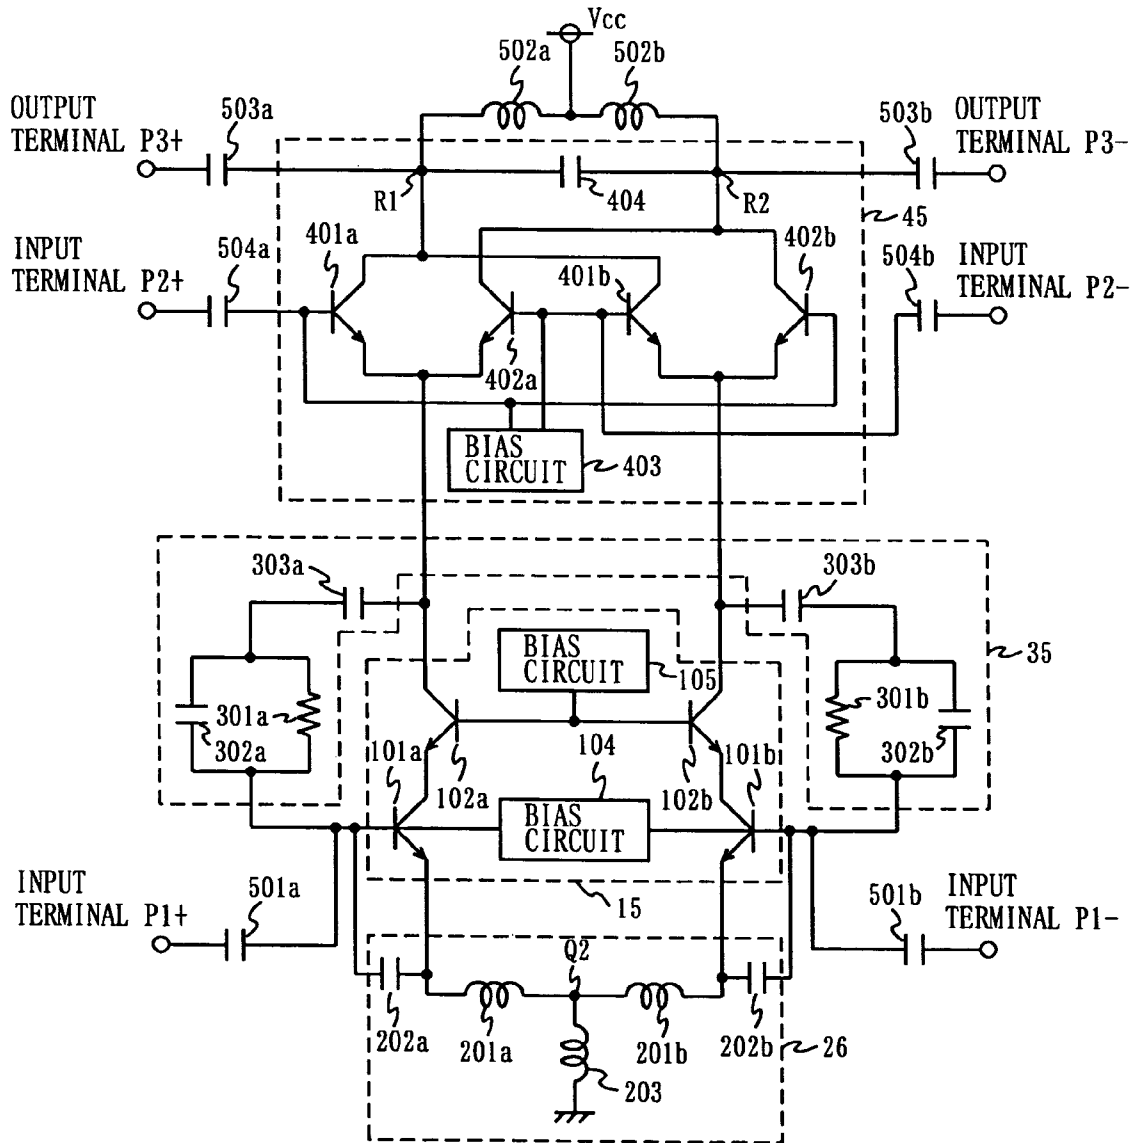 Vcc
502a
502b
OUTPUT
TERMINAL P3+
503a
503b
OUTPUT
TERMINAL P3-
R1
404
R2
45
INPUT
TERMINAL P2+
504a
401a
401b
402b
504b
INPUT
TERMINAL P2-
402a
BIAS
CIRCUIT
403
303a
303b
BIAS
CIRCUIT
105
35
301a
302a
301b
302b
101a
102a
104
102b
101b
BIAS
CIRCUIT
INPUT
TERMINAL P1+
501a
15
501b
INPUT
TERMINAL P1-
Q2
202a
201a
201b
202b
26
203